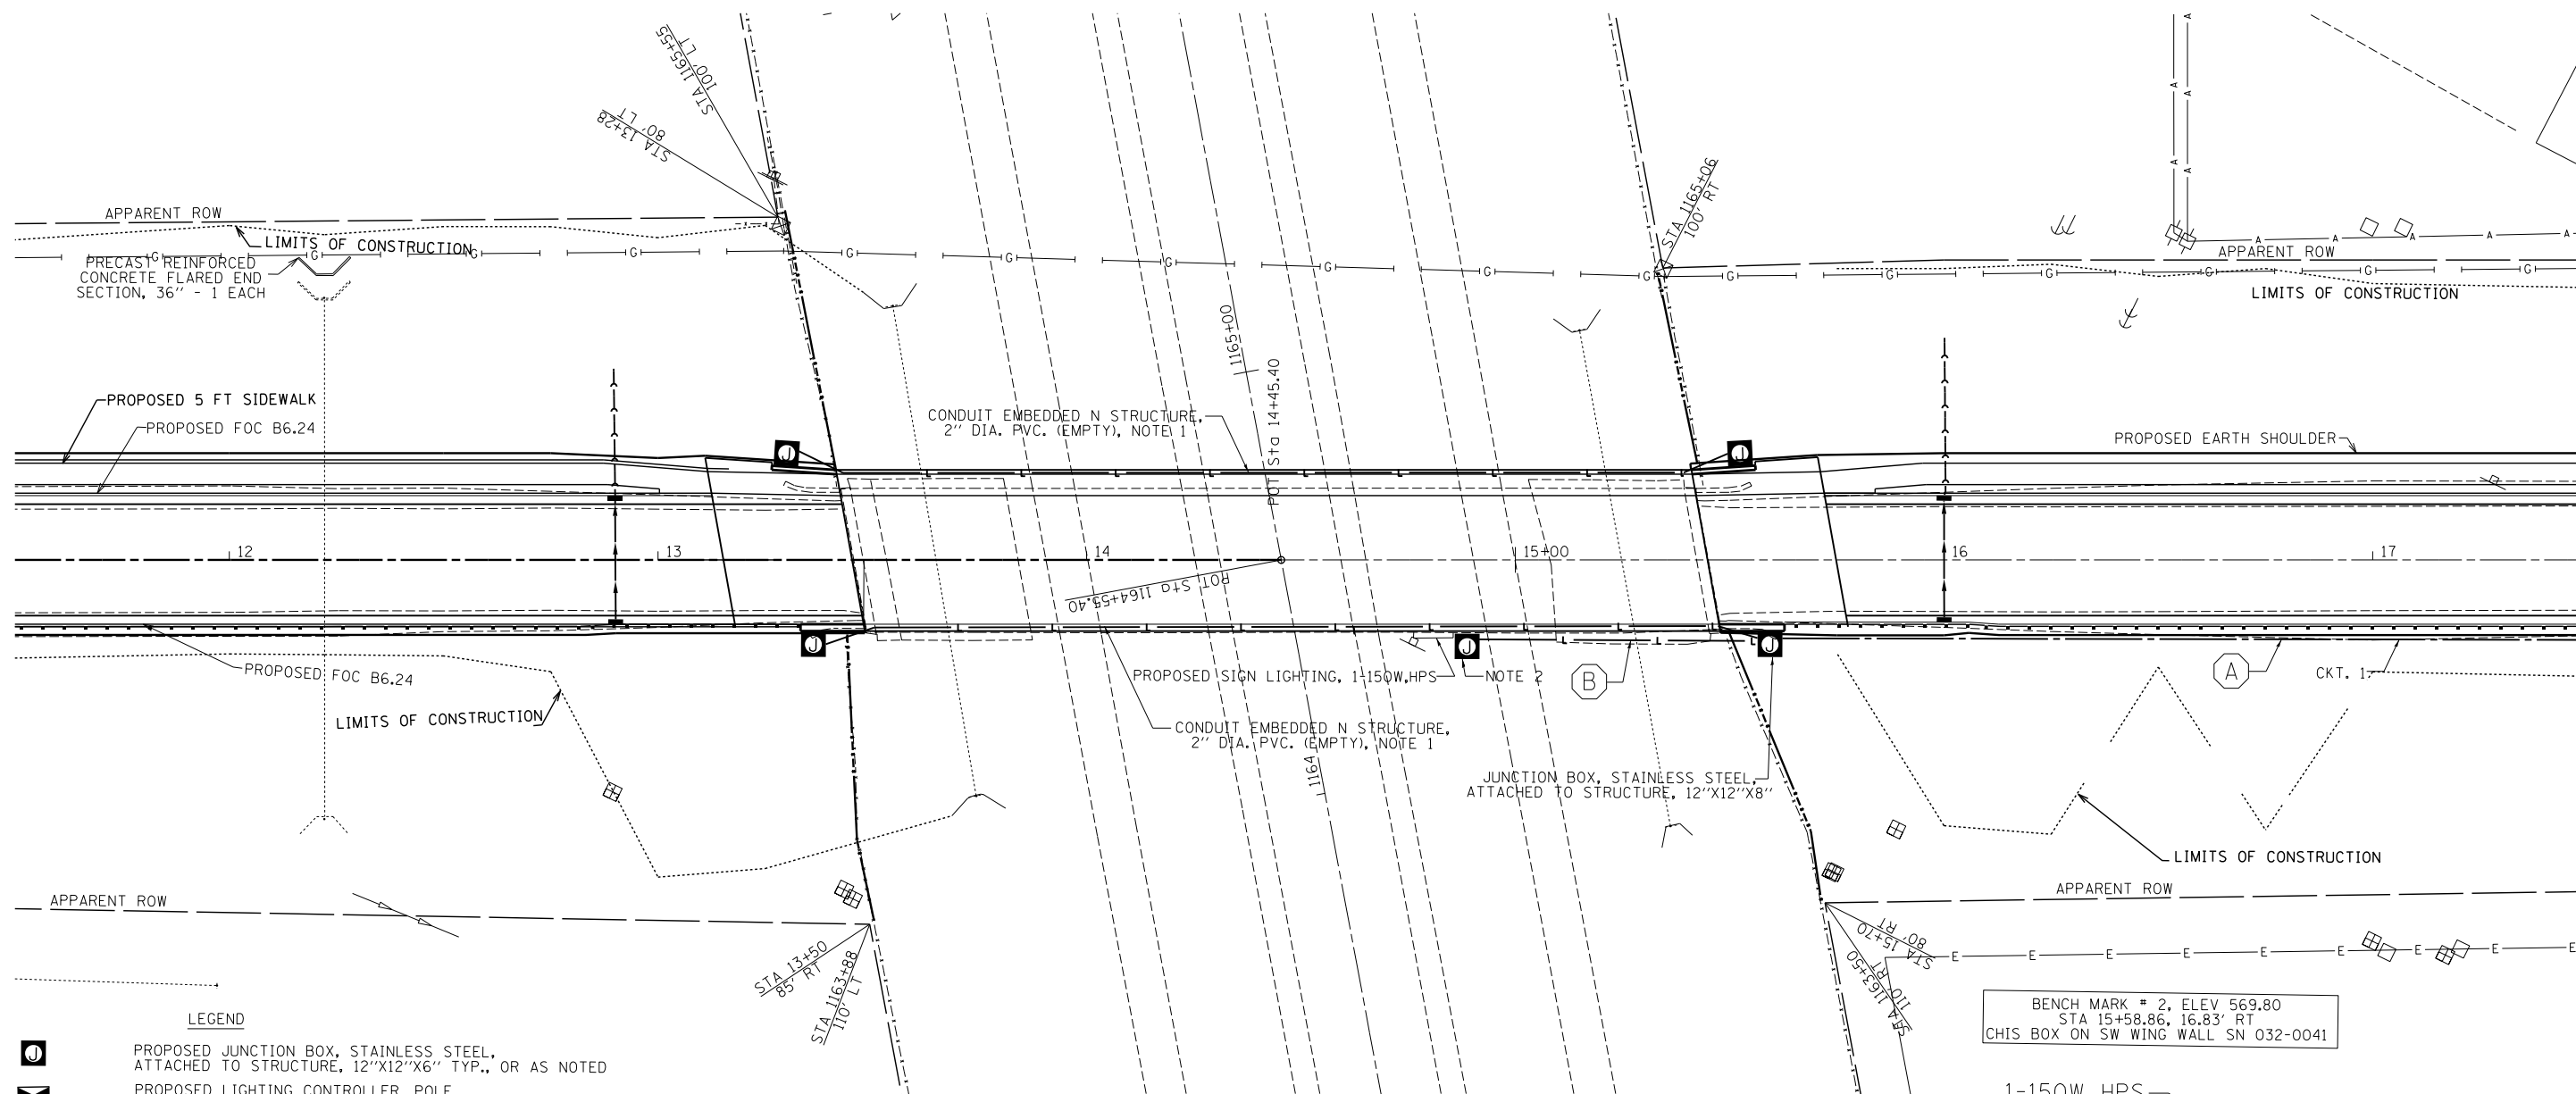 STA 1165+55
100' LT
STA 13+28
80' LT
APPARENT ROW
LIMITS OF CONSTRUCTION
PRECAST REINFORCED
CONCRETE FLARED END
SECTION, 36" - 1 EACH
G G G G G G G G G G G G G G G G
STA 1165+06
100' RT
A A A A A A A A A A A
APPARENT ROW
LIMITS OF CONSTRUCTION
PROPOSED 5 FT SIDEWALK
PROPOSED FOC B6.24
1165+00
POT Sta 14+45.40
CONDUIT EMBEDDED N STRUCTURE,
2" DIA. PVC. (EMPTY), NOTE 1
PROPOSED EARTH SHOULDER
J
J
12
13
14
15+00
16
17
POT Sta 1164+55.40
J
J
J
PROPOSED FOC B6.24
PROPOSED SIGN LIGHTING, 1-150W,HPS
NOTE 2
B
A
CKT. 1
LIMITS OF CONSTRUCTION
CONDUIT EMBEDDED N STRUCTURE,
2" DIA. PVC. (EMPTY), NOTE 1
1164
JUNCTION BOX, STAINLESS STEEL,
ATTACHED TO STRUCTURE, 12"X12"X8"
LIMITS OF CONSTRUCTION
APPARENT ROW
APPARENT ROW
STA 13+50
85' RT
STA 1163+88
110' LT
STA 15+70
80' RT
STA 1163+50
110' RT
E E E E E E E E E
BENCH MARK # 2, ELEV 569.80
STA 15+58.86, 16.83' RT
CHIS BOX ON SW WING WALL SN 032-0041
LEGEND
J
PROPOSED JUNCTION BOX, STAINLESS STEEL,
ATTACHED TO STRUCTURE, 12"X12"X6" TYP., OR AS NOTED
PROPOSED LIGHTING CONTROLLER, POLE
1-150W HPS